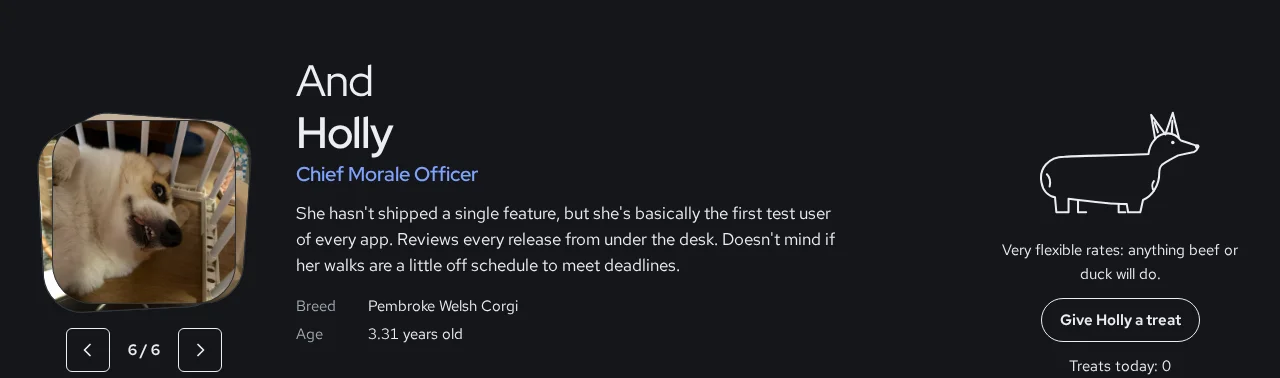 And
Holly
Chief Morale Officer
She hasn't shipped a single feature, but she's basically the first test user
of every app. Reviews every release from under the desk. Doesn't mind if
her walks are a little off schedule to meet deadlines.
Breed Pembroke Welsh Corgi
Age 3.31 years old
6 / 6
Very flexible rates: anything beef or
duck will do.
Give Holly a treat
Treats today: 0